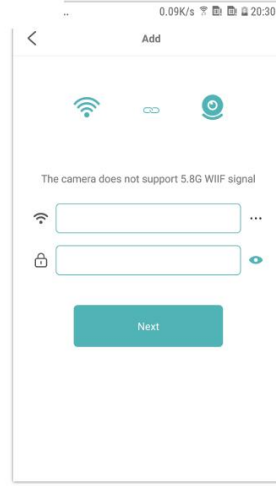 0.09K/s 20:30
Add
The camera does not support 5.8G WIIF signal
Next